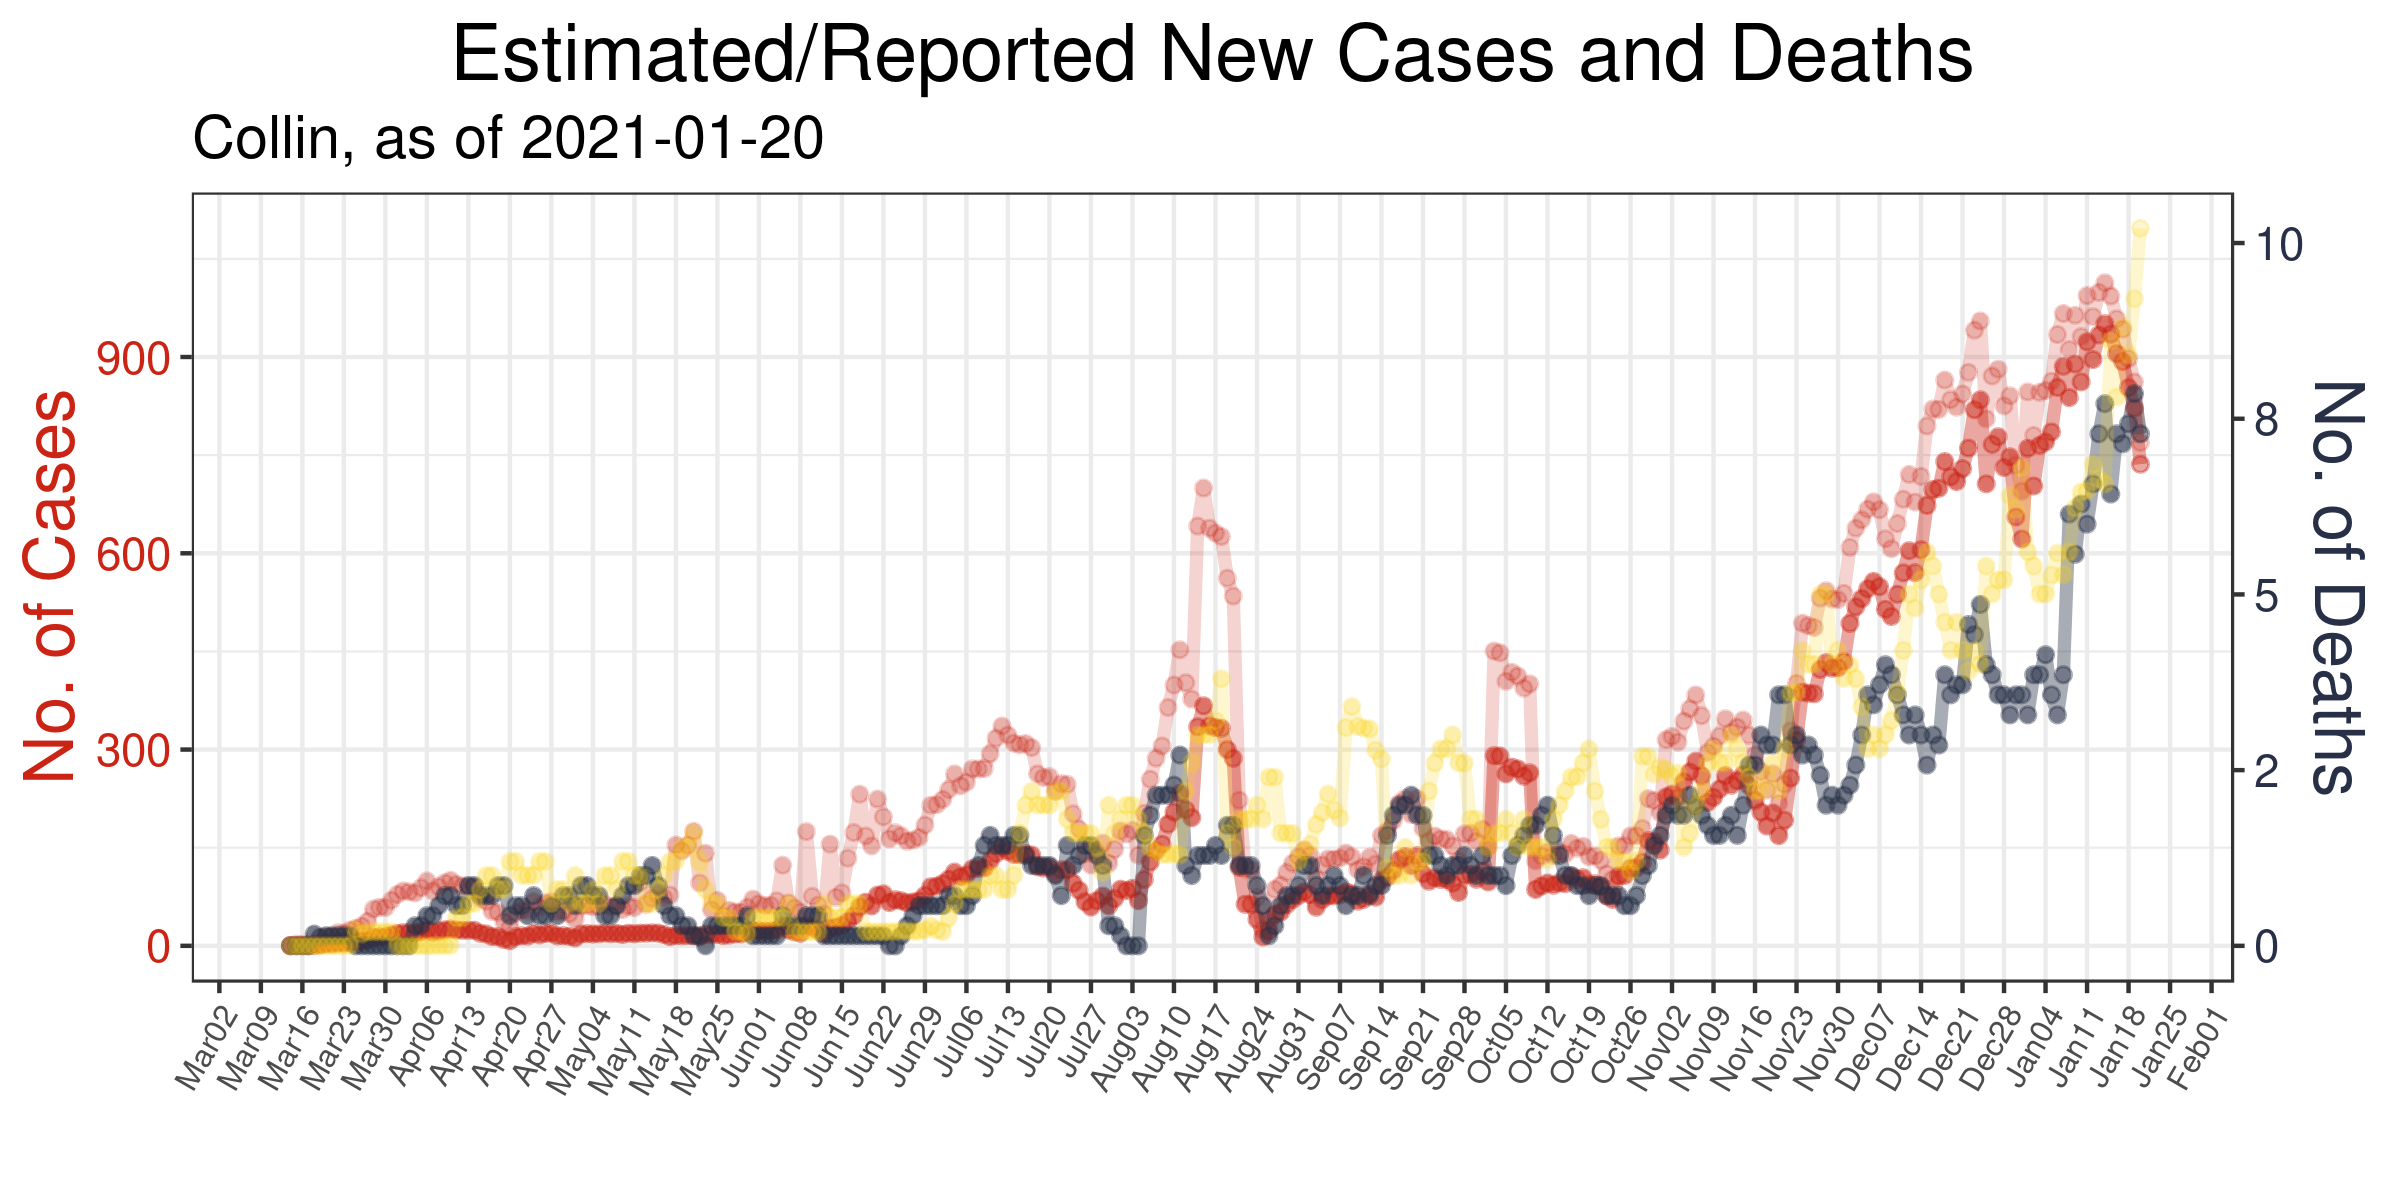 Estimated/Reported New Cases and Deaths
Collin, as of 2021-01-20
No. of Cases
900
600
300
0
10
8
5
2
0
No. of Deaths
Mar02
Mar09
Mar16
Mar23
Mar30
Apr06
Apr13
Apr20
Apr27
May04
May11
May18
May25
Jun01
Jun08
Jun15
Jun22
Jun29
Jul06
Jul13
Jul20
Jul27
Aug03
Aug10
Aug17
Aug24
Aug31
Sep07
Sep14
Sep21
Sep28
Oct05
Oct12
Oct19
Oct26
Nov02
Nov09
Nov16
Nov23
Nov30
Dec07
Dec14
Dec21
Dec28
Jan04
Jan11
Jan18
Jan25
Feb01